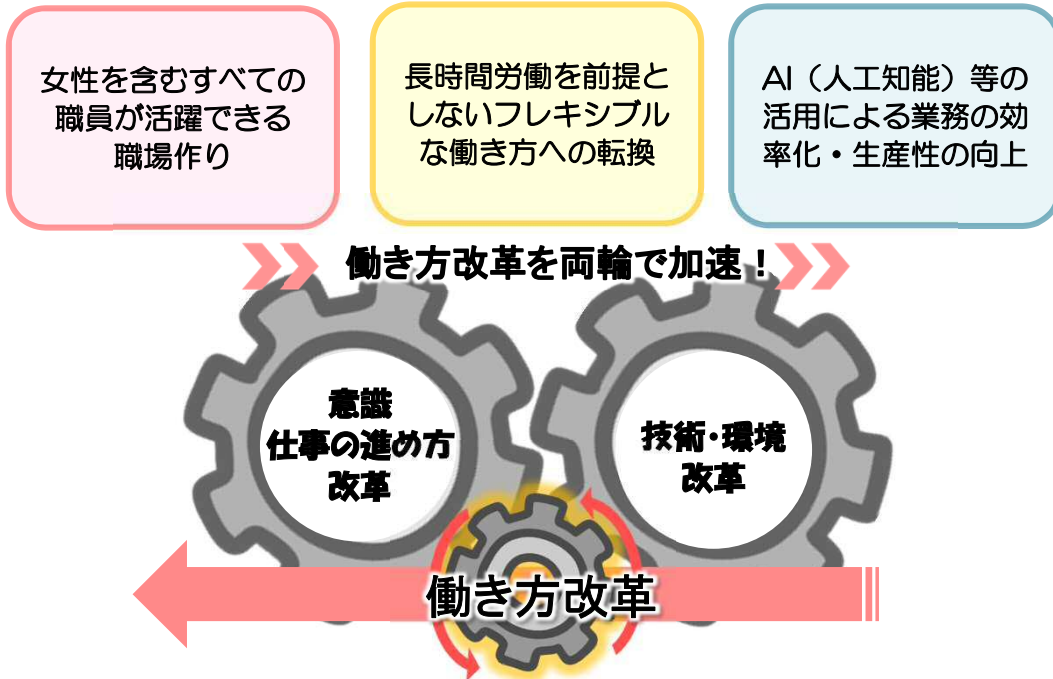 女性を含むすべての
職員が活躍できる
職場作り
長時間労働を前提と
しないフレキシブル
な働き方への転換
AI（人工知能）等の
活用による業務の効
率化・生産性の向上
働き方改革を両輪で加速！
意識
仕事の進め方
改革
技術・環境
改革
働き方改革